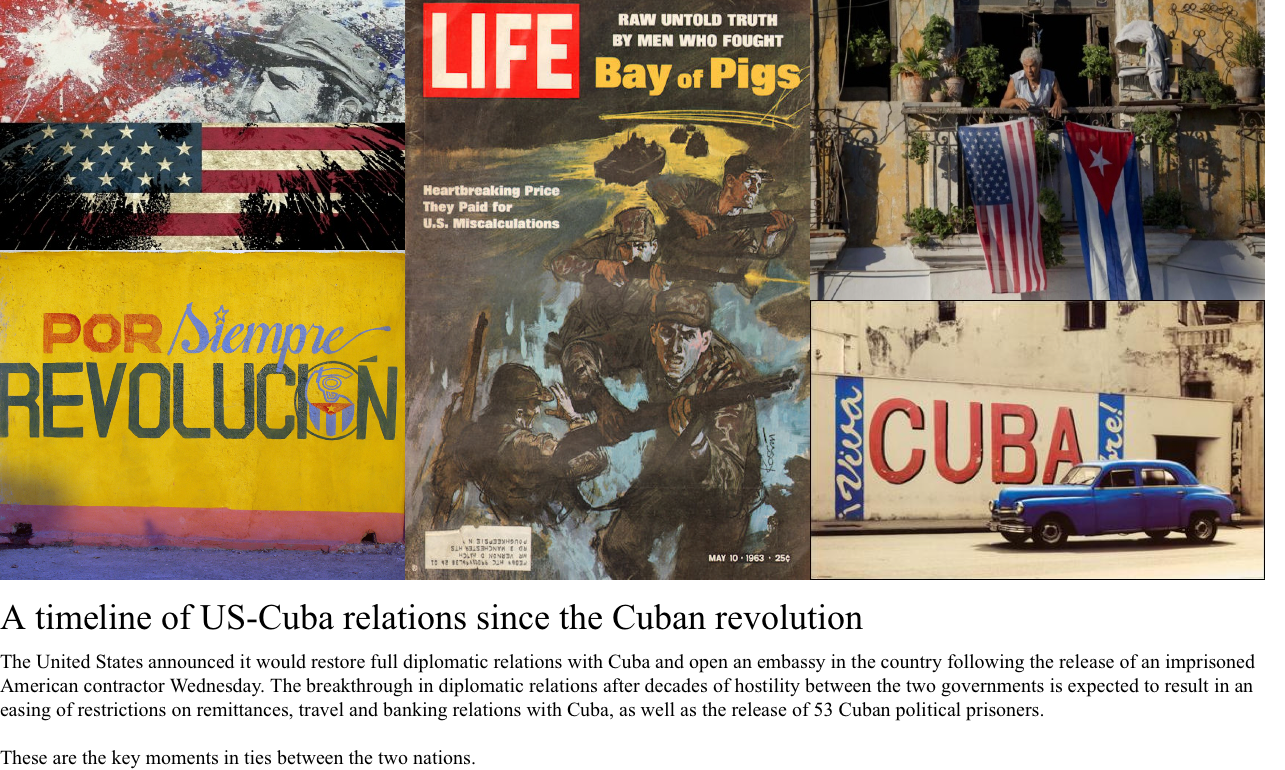 POR Siempre
REVOLUCIÓN
LIFE
RAW UNTOLD TRUTH
BY MEN WHO FOUGHT
Bay of Pigs
Heartbreaking Price
They Paid for
U.S. Miscalculations
MAY 10 · 1963 · 25¢
Viva
CUBA
bre!
A timeline of US-Cuba relations since the Cuban revolution
The United States announced it would restore full diplomatic relations with Cuba and open an embassy in the country following the release of an imprisoned
American contractor Wednesday. The breakthrough in diplomatic relations after decades of hostility between the two governments is expected to result in an
easing of restrictions on remittances, travel and banking relations with Cuba, as well as the release of 53 Cuban political prisoners.
These are the key moments in ties between the two nations.